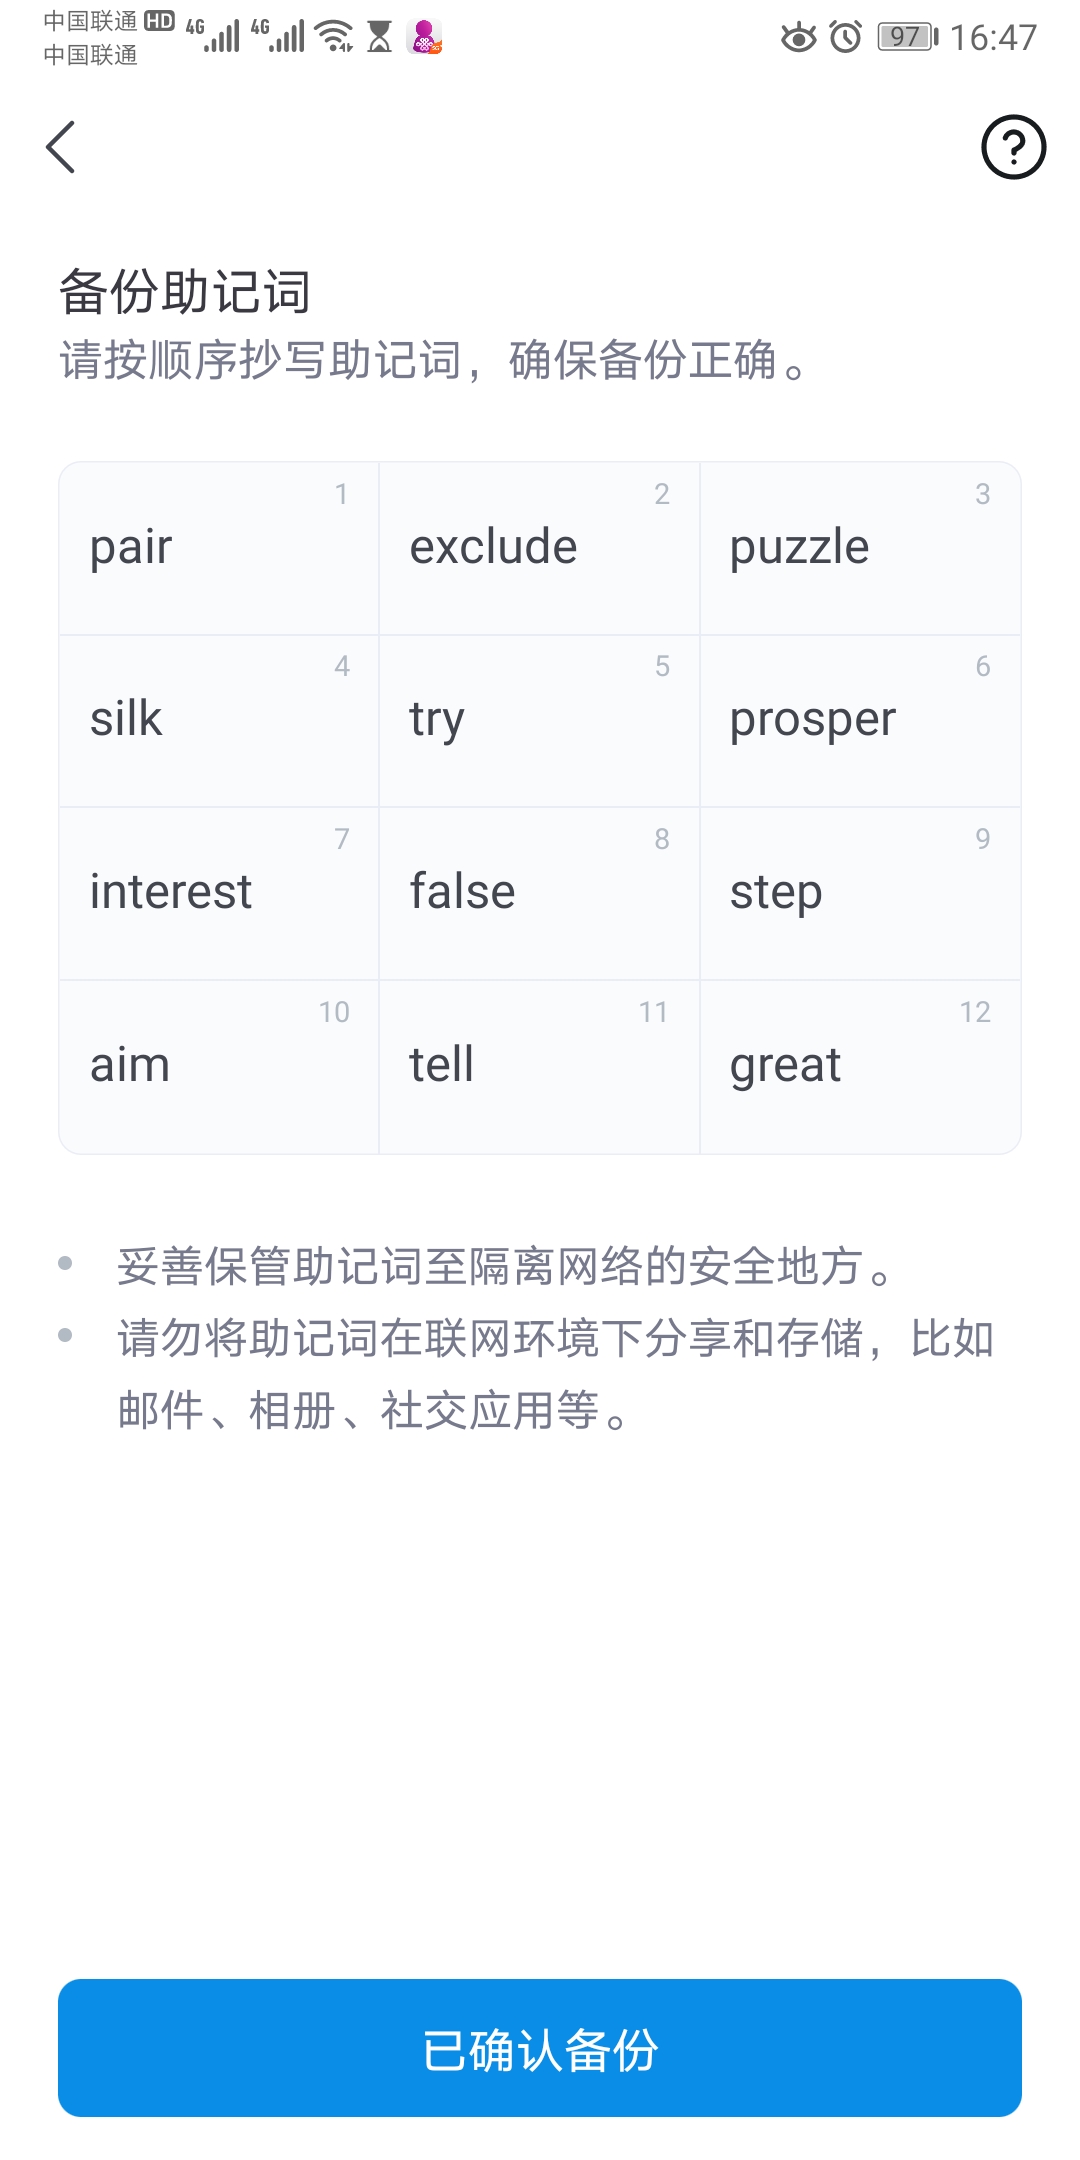 中国联通 HD 4G 4G 97 16:47
中国联通
备份助记词
请按顺序抄写助记词，确保备份正确。
1 2 3
pair exclude puzzle
4 5 6
silk try prosper
7 8 9
interest false step
10 11 12
aim tell great
妥善保管助记词至隔离网络的安全地方。
请勿将助记词在联网环境下分享和存储，比如
邮件、相册、社交应用等。
已确认备份